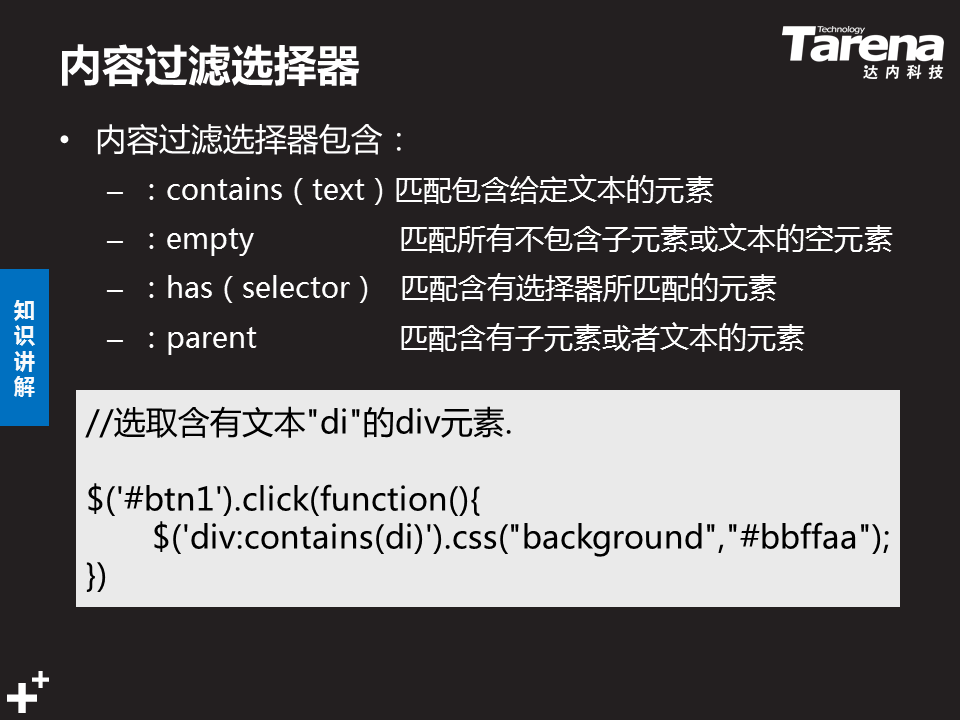 内容过滤选择器
Technology
Tarena
达内科技
• 内容过滤选择器包含：
– ：contains（text）匹配包含给定文本的元素
– ：empty 匹配所有不包含子元素或文本的空元素
– ：has（selector） 匹配含有选择器所匹配的元素
– ：parent 匹配含有子元素或者文本的元素
知识讲解
//选取含有文本"di"的div元素.
$('#btn1').click(function(){
$('div:contains(di)').css("background","#bbffaa");
})